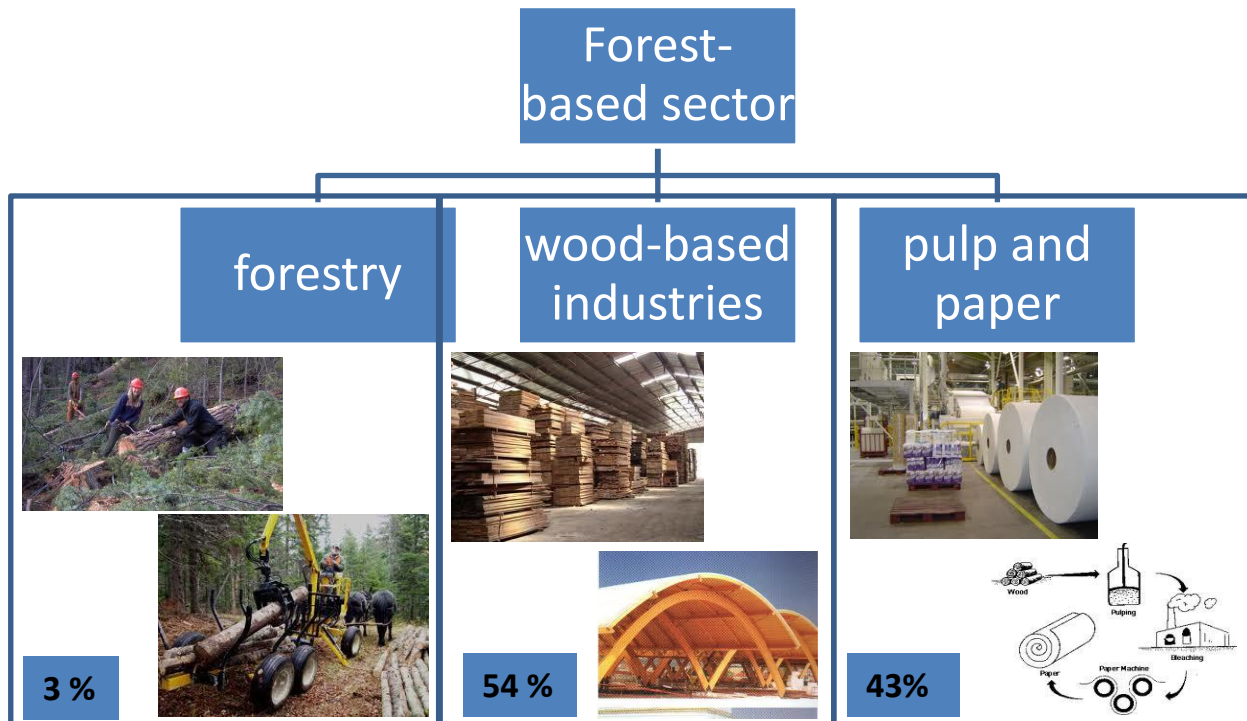 Forest-
based sector
forestry
wood-based
industries
pulp and
paper
Wood
Pulping
Bleaching
Paper Machine
Paper
3 %
54 %
43%